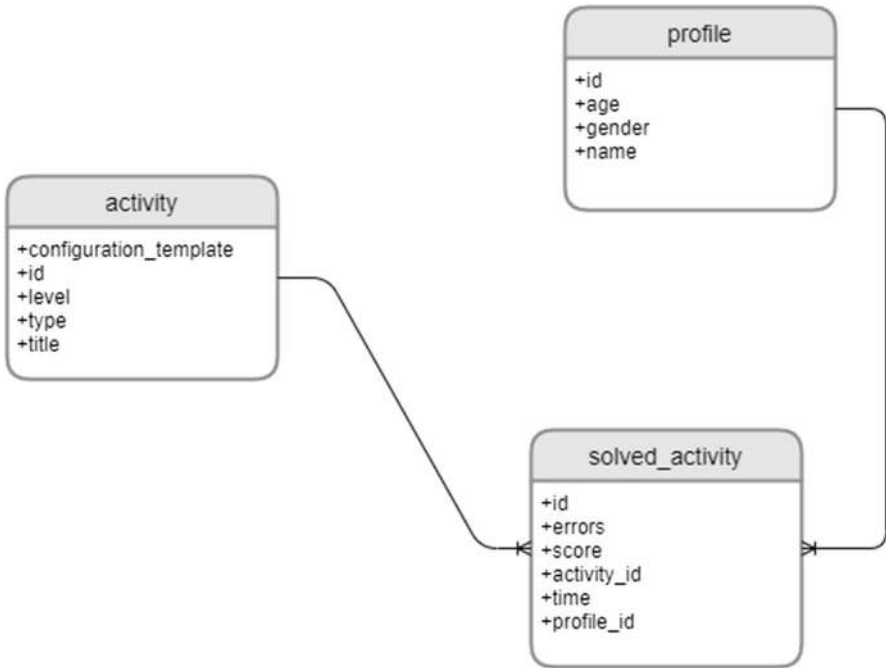 profile
+id
+age
+gender
+name
activity
+configuration_template
+id
+level
+type
+title
solved_activity
+id
+errors
+score
+activity_id
+time
+profile_id